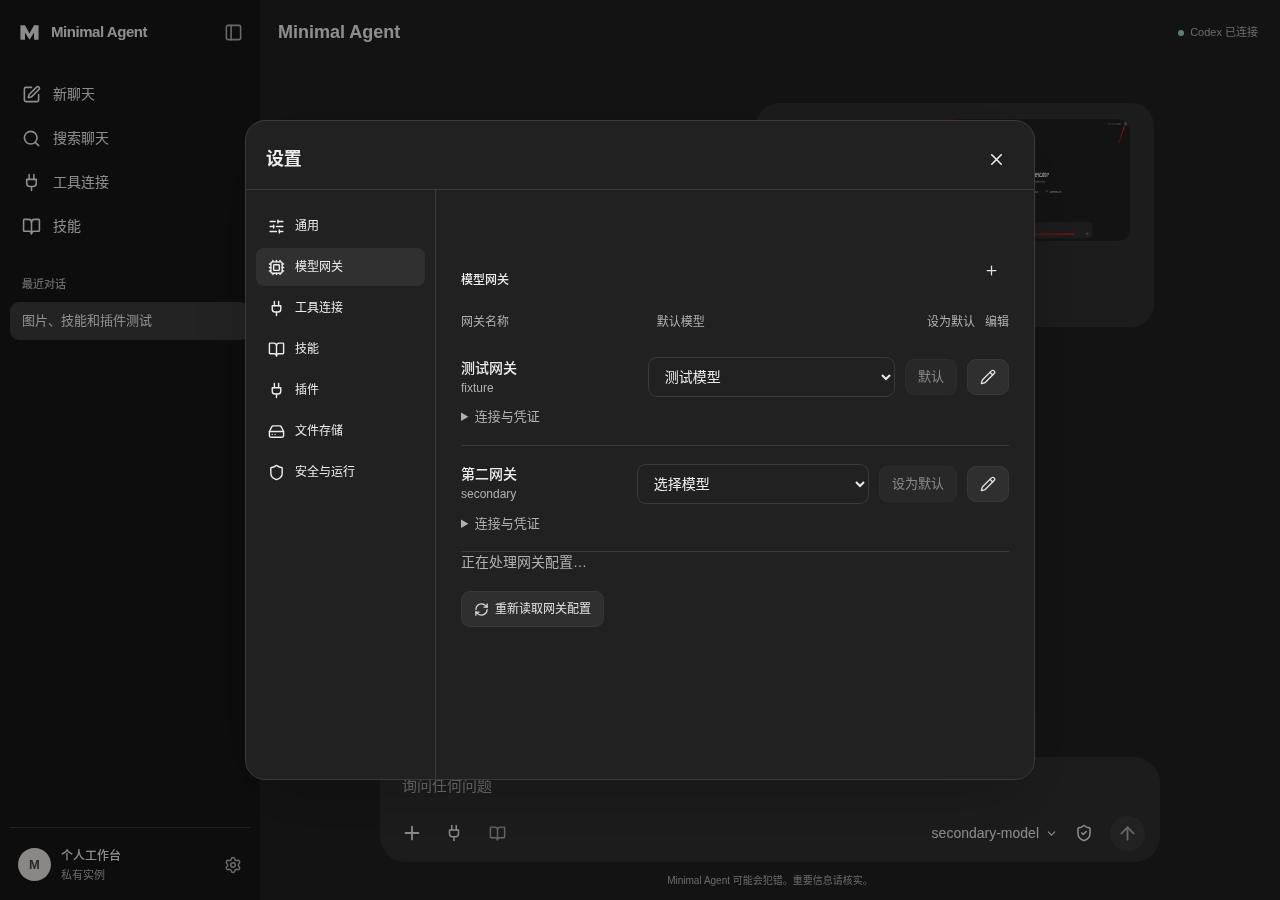 Minimal Agent
Minimal Agent
Codex 已连接
新聊天
搜索聊天
工具连接
技能
最近对话
图片、技能和插件测试
设置
通用
模型网关
工具连接
技能
插件
文件存储
安全与运行
模型网关
网关名称 默认模型 设为默认 编辑
测试网关
fixture
测试模型
默认
连接与凭证
第二网关
secondary
选择模型
设为默认
连接与凭证
正在处理网关配置…
重新读取网关配置
询问任何问题
secondary-model
M
个人工作台
私有实例
Minimal Agent 可能会犯错。重要信息请核实。